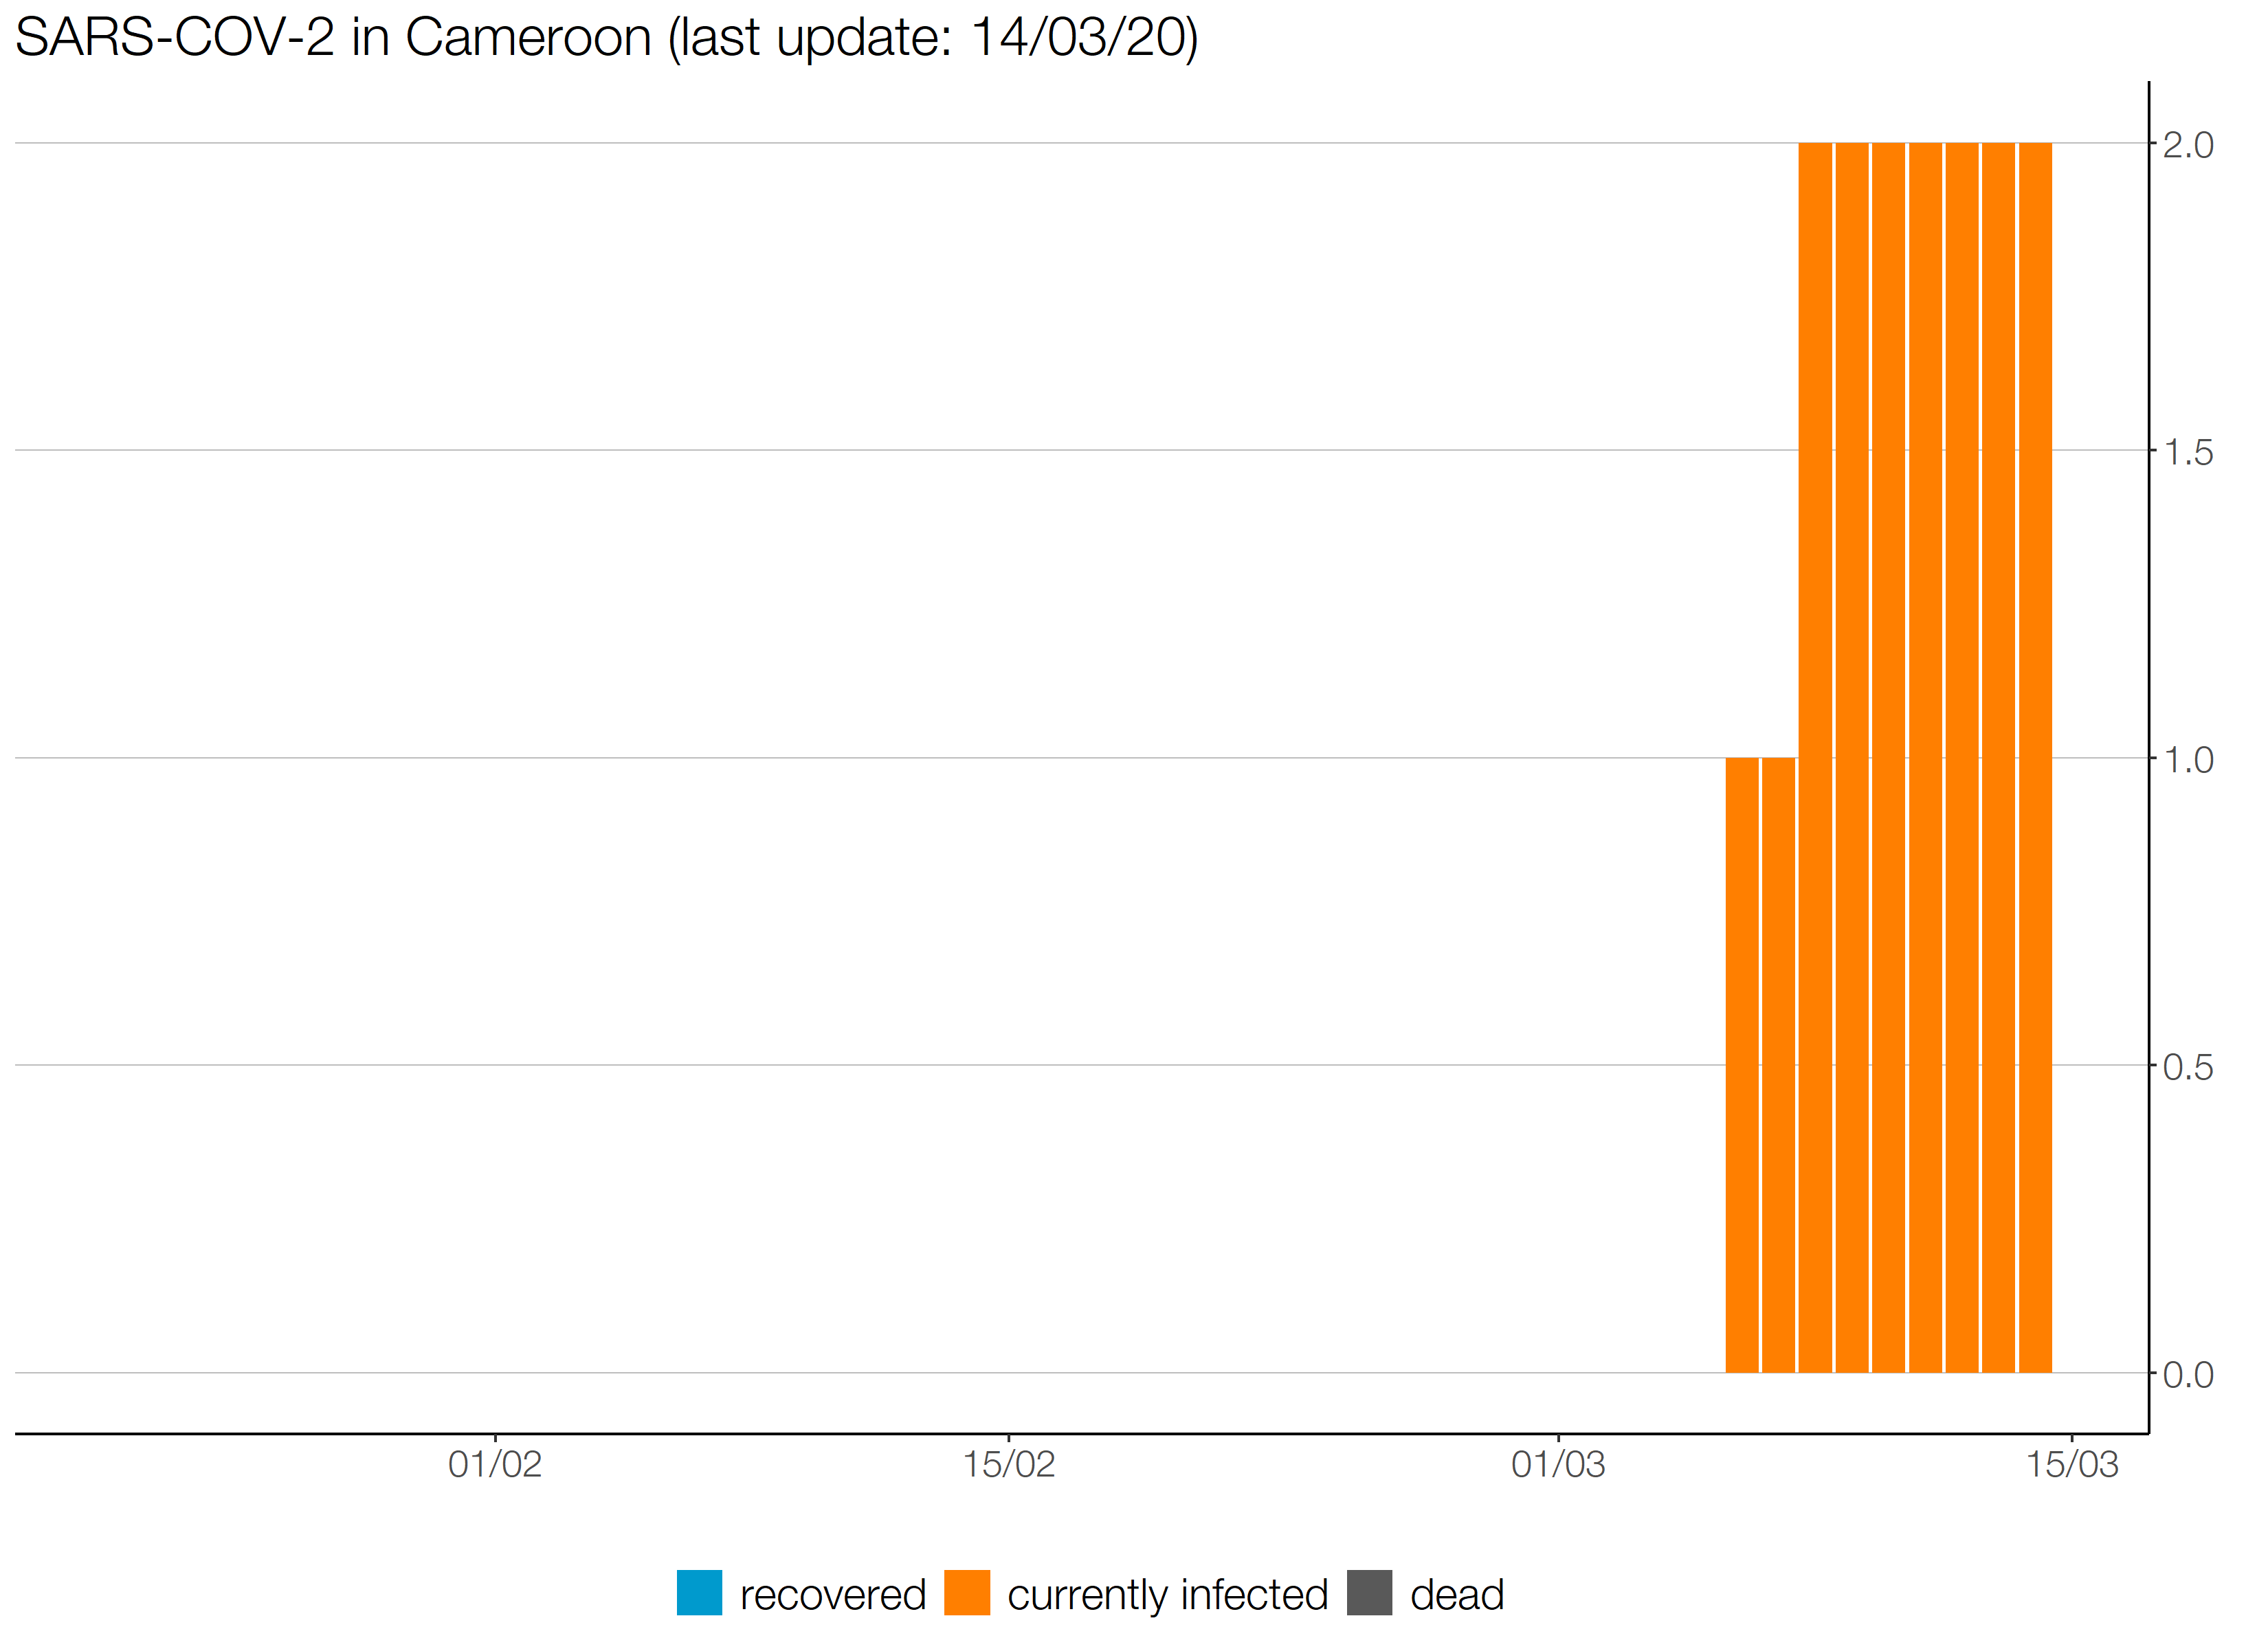 SARS-COV-2 in Cameroon (last update: 14/03/20)
2.0
1.5
1.0
0.5
0.0
01/02 15/02 01/03 15/03
recovered currently infected dead